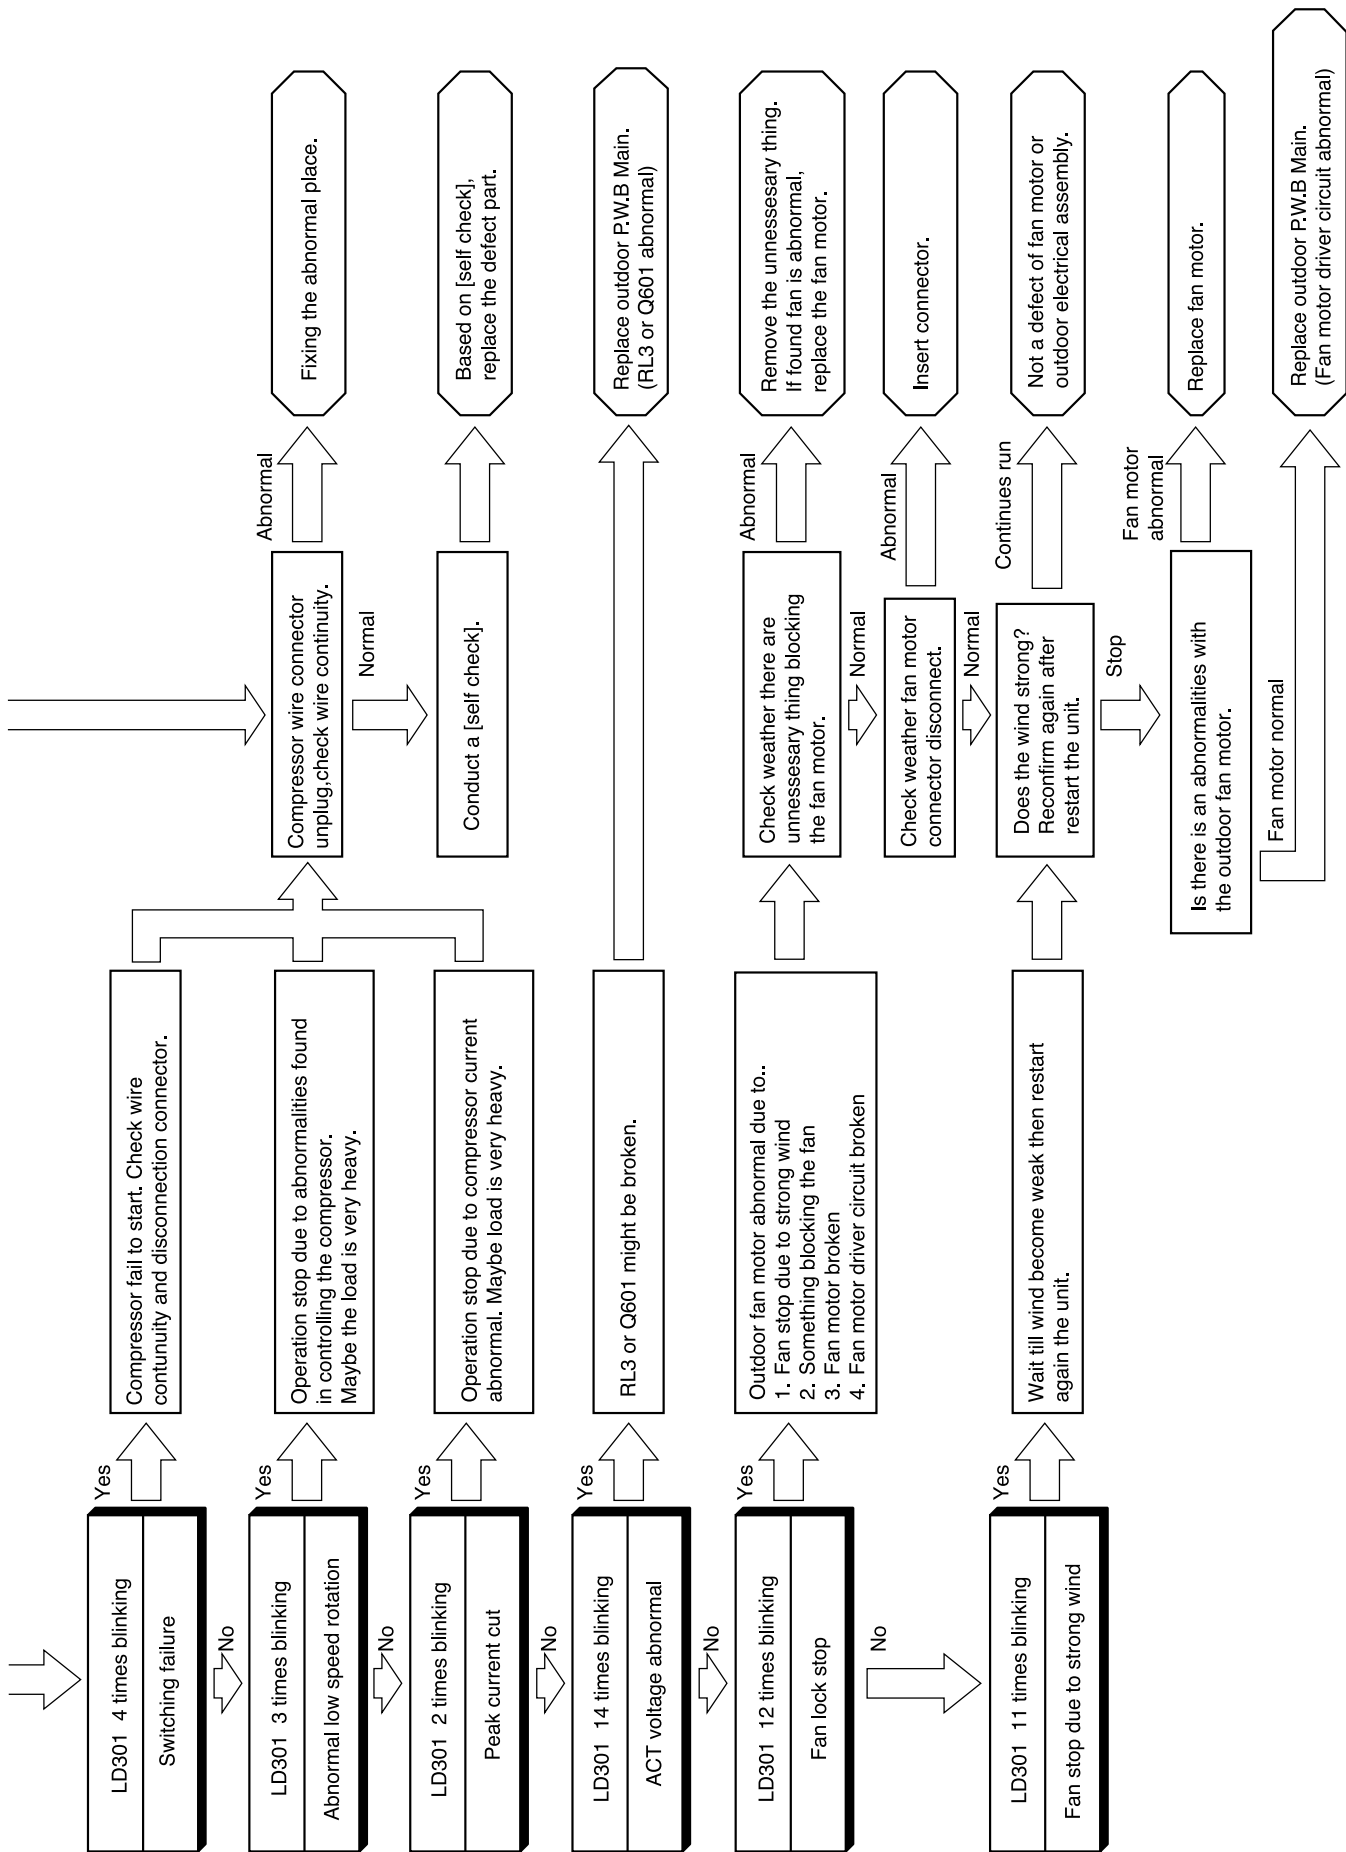 LD301  4 times blinking
Switching failure
Yes
Compressor fail to start. Check wire
contunuity and disconnection connector.
No
LD301  3 times blinking
Abnormal low speed rotation
Yes
Operation stop due to abnormalities found
in controlling the compressor.
Maybe the load is very heavy.
Compressor wire connector
unplug,check wire continuity.
Abnormal
Fixing the abnormal place.
Normal
No
LD301  2 times blinking
Peak current cut
Yes
Operation stop due to compressor current
abnormal. Maybe load is very heavy.
Conduct a [self check].
Based on [self check],
replace the defect part.
No
LD301  14 times blinking
ACT voltage abnormal
Yes
RL3 or Q601 might be broken.
Replace outdoor P.W.B Main.
(RL3 or Q601 abnormal)
No
LD301  12 times blinking
Fan lock stop
Yes
Outdoor fan motor abnormal due to..
1. Fan stop due to strong wind
2. Something blocking the fan
3. Fan motor broken
4. Fan motor driver circuit broken
Check weather there are
unnessesary thing blocking
the fan motor.
Abnormal
Remove the unnessesary thing.
If found fan is abnormal,
replace the fan motor.
Normal
Check weather fan motor
connector disconnect.
Abnormal
Insert connector.
Normal
No
LD301  11 times blinking
Fan stop due to strong wind
Yes
Wait till wind become weak then restart
again the unit.
Does the wind strong?
Reconfirm again after
restart the unit.
Continues run
Not a defect of fan motor or
outdoor electrical assembly.
Stop
Is there is an abnormalities with
the outdoor fan motor.
Fan motor
abnormal
Replace fan motor.
Fan motor normal
Replace outdoor P.W.B Main.
(Fan motor driver circuit abnormal)